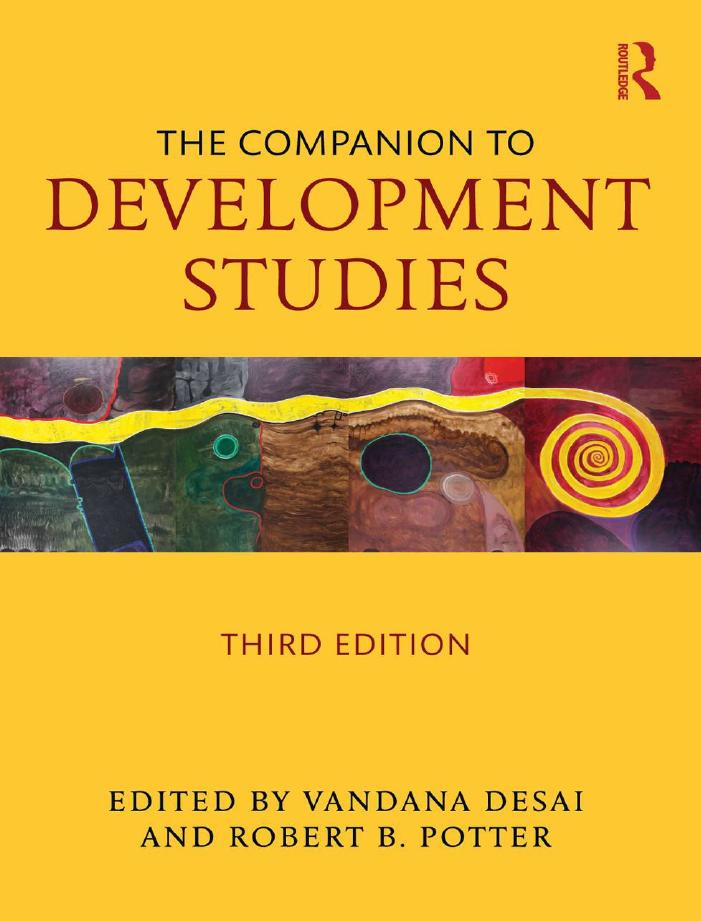 ROUTLEDGE
THE COMPANION TO
DEVELOPMENT
STUDIES
THIRD EDITION
EDITED BY VANDANA DESAI
AND ROBERT B. POTTER